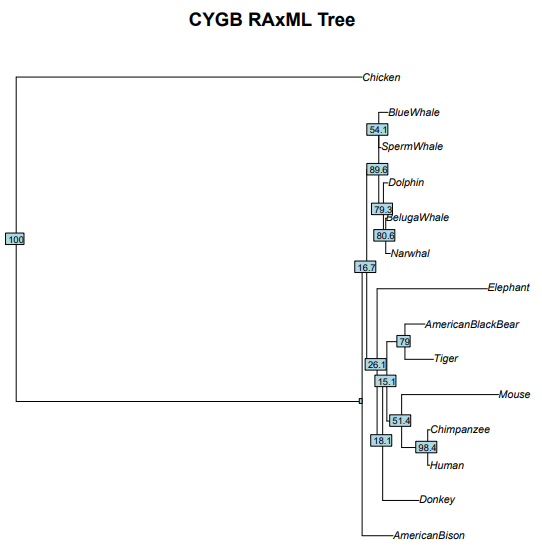 CYGB RAxML Tree
Chicken
BlueWhale
54.1
SpermWhale
89.6
Dolphin
79.3
BelugaWhale
80.6
100
Narwhal
16.7
Elephant
AmericanBlackBear
79
Tiger
26.1
15.1
Mouse
51.4
Chimpanzee
18.1
98.4
Human
Donkey
AmericanBison